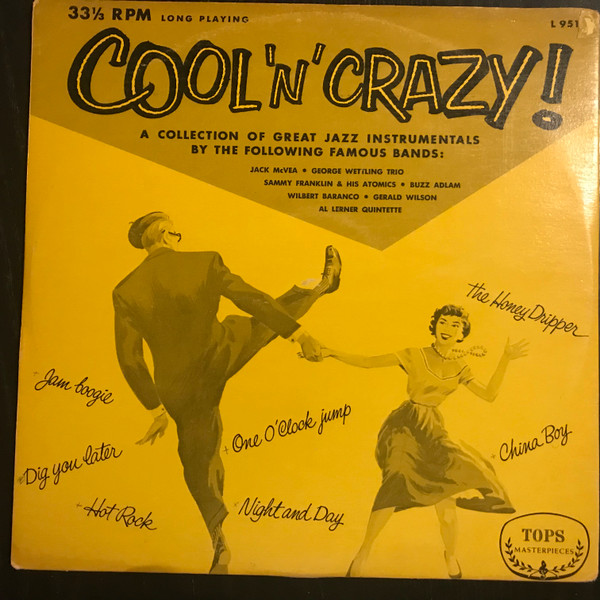 33⅓ RPM LONG PLAYING
L 951
COOL 'N' CRAZY!
A COLLECTION OF GREAT JAZZ INSTRUMENTALS
BY THE FOLLOWING FAMOUS BANDS:
JACK McVEA • GEORGE WETTLING TRIO
SAMMY FRANKLIN & HIS ATOMICS • BUZZ ADLAM
WILBERT BARANCO • GERALD WILSON
AL LERNER QUINTETTE
the Honey Dripper
Jam boogie
One O'Clock jump
China Boy
Dig you later
Hot Rock
Night and Day
TOPS
MASTERPIECES